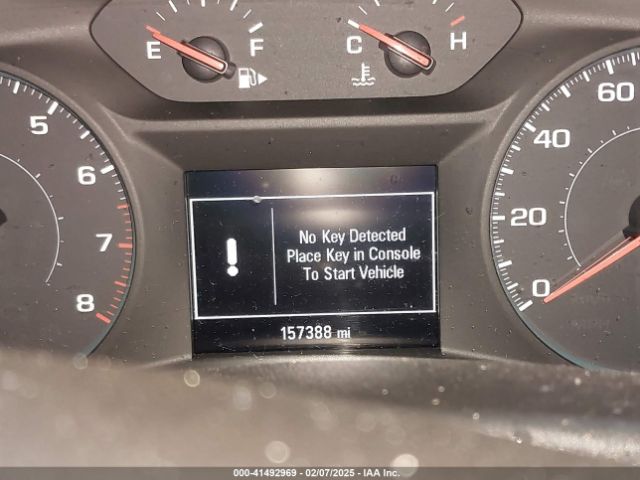 E F
C H
5
6
7
8
60
40
20
0
No Key Detected
Place Key in Console
To Start Vehicle
157388 mi
000-41492969 - 02/07/2025 - IAA Inc.